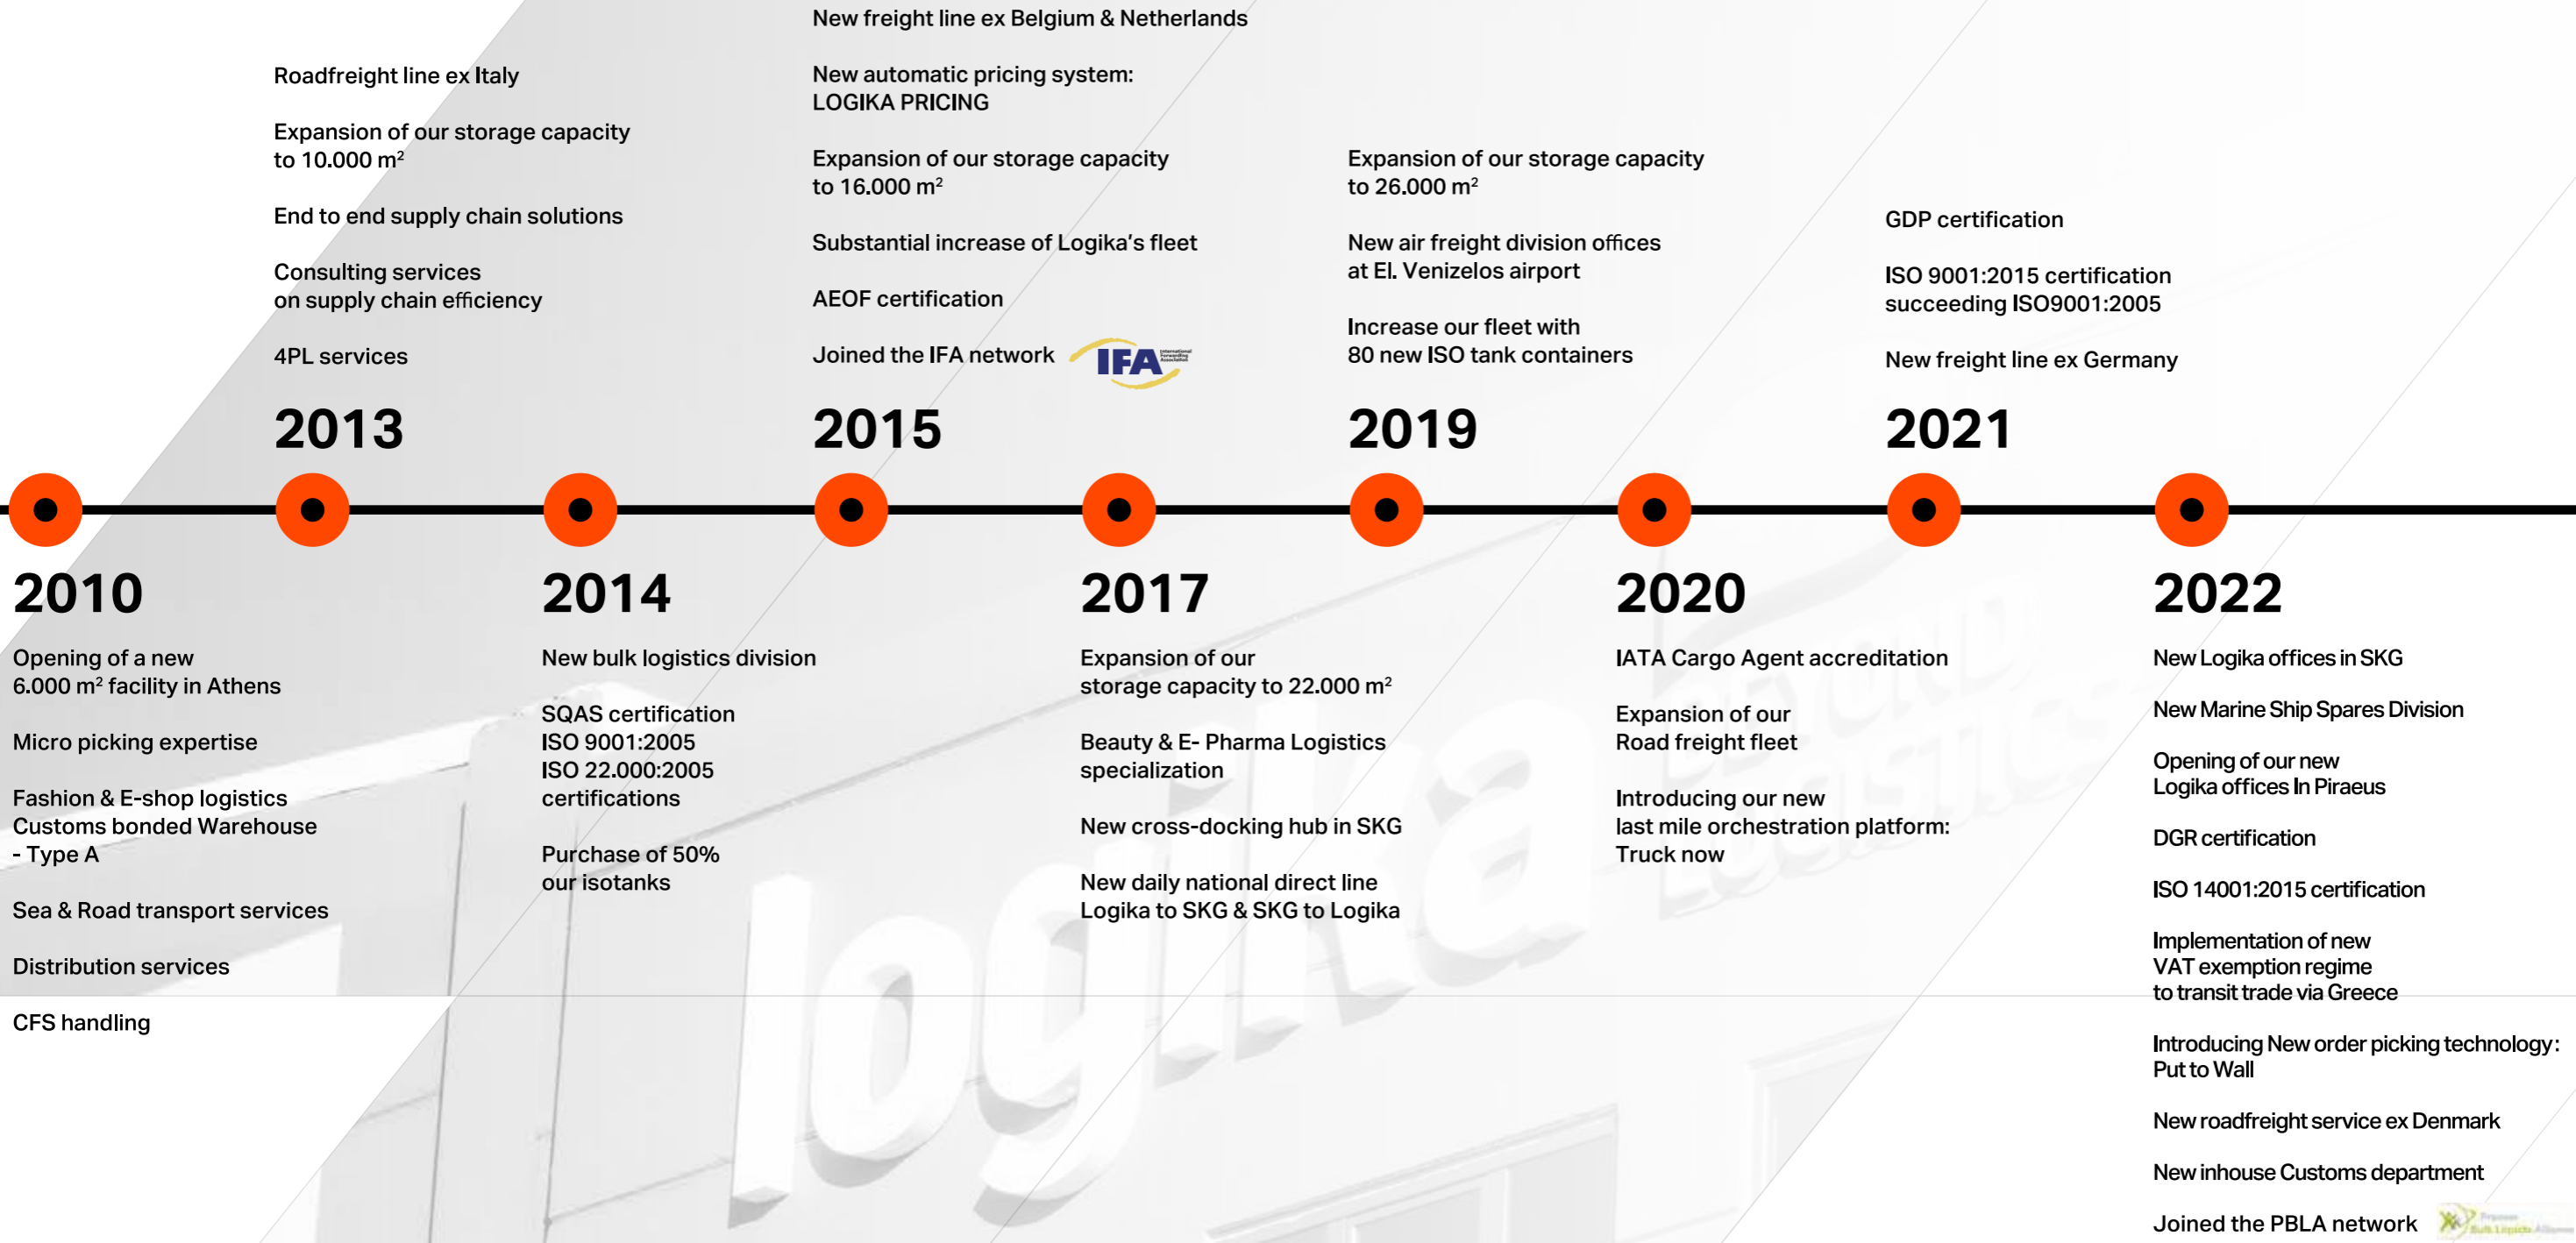 New freight line ex Belgium & Netherlands
New automatic pricing system:
LOGIKA PRICING
Expansion of our storage capacity
to 16.000 m²
Substantial increase of Logika's fleet
AEOF certification
Joined the IFA network
IFA
International
Forwarding
Association
2015
Roadfreight line ex Italy
Expansion of our storage capacity
to 10.000 m²
End to end supply chain solutions
Consulting services
on supply chain efficiency
4PL services
2013
Expansion of our storage capacity
to 26.000 m²
New air freight division offices
at El. Venizelos airport
Increase our fleet with
80 new ISO tank containers
2019
GDP certification
ISO 9001:2015 certification
succeeding ISO9001:2005
New freight line ex Germany
2021
2010
Opening of a new
6.000 m² facility in Athens
Micro picking expertise
Fashion & E-shop logistics
Customs bonded Warehouse
- Type A
Sea & Road transport services
Distribution services
CFS handling
2014
New bulk logistics division
SQAS certification
ISO 9001:2005
ISO 22.000:2005
certifications
Purchase of 50%
our isotanks
2017
Expansion of our
storage capacity to 22.000 m²
Beauty & E- Pharma Logistics
specialization
New cross-docking hub in SKG
New daily national direct line
Logika to SKG & SKG to Logika
2020
IATA Cargo Agent accreditation
Expansion of our
Road freight fleet
Introducing our new
last mile orchestration platform:
Truck now
2022
New Logika offices in SKG
New Marine Ship Spares Division
Opening of our new
Logika offices In Piraeus
DGR certification
ISO 14001:2015 certification
Implementation of new
VAT exemption regime
to transit trade via Greece
Introducing New order picking technology:
Put to Wall
New roadfreight service ex Denmark
New inhouse Customs department
Joined the PBLA network
Bulk Alliance
logika
BEYOND
LOGISTICS